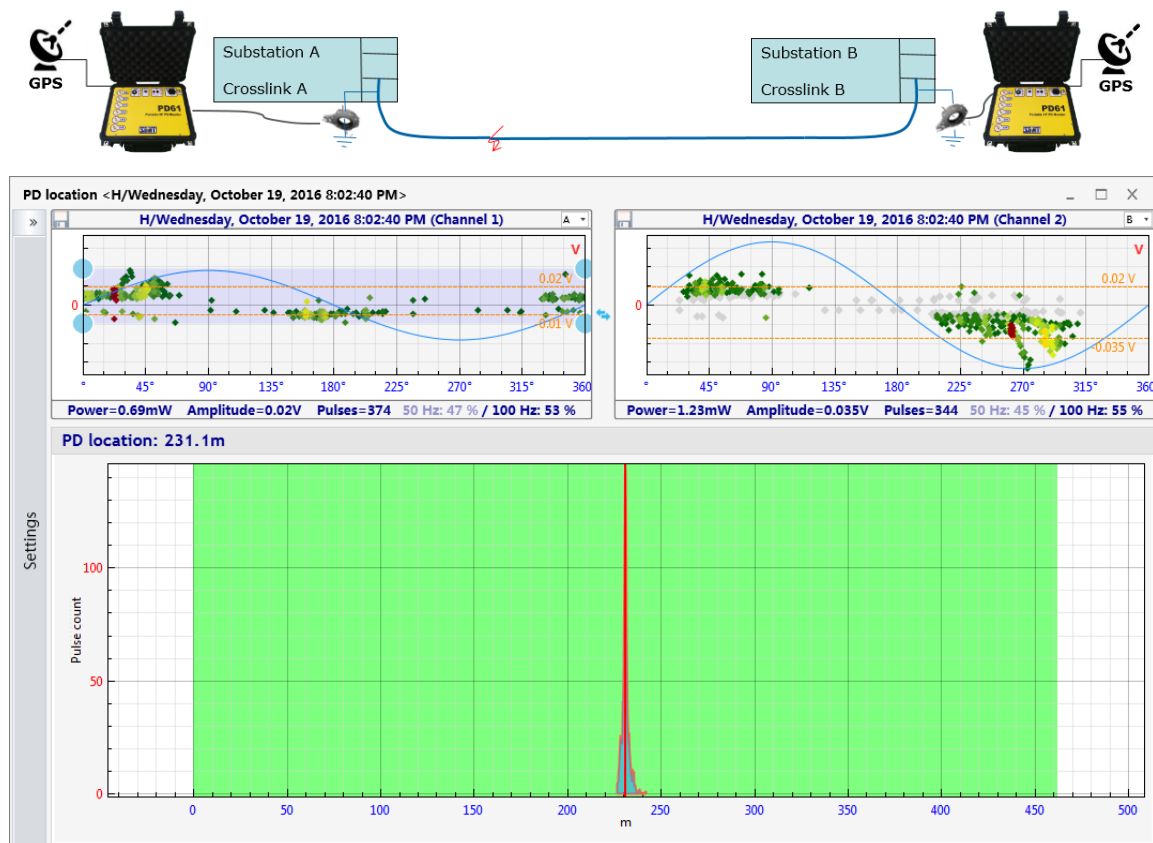 GPS
PD61
Substation A
Crosslink A
Substation B
Crosslink B
PD61
GPS
PD location <H/Wednesday, October 19, 2016 8:02:40 PM>
»
H/Wednesday, October 19, 2016 8:02:40 PM (Channel 1)
A
V
0.02 V
0
-0.01 V
0° 45° 90° 135° 180° 225° 270° 315° 360
Power=0.69mW Amplitude=0.02V Pulses=374 50 Hz: 47 % / 100 Hz: 53 %
H/Wednesday, October 19, 2016 8:02:40 PM (Channel 2)
B
V
0.02 V
0
-0.035 V
45° 90° 135° 180° 225° 270° 315° 360
Power=1.23mW Amplitude=0.035V Pulses=344 50 Hz: 45 % / 100 Hz: 55 %
PD location: 231.1m
Settings
Pulse count
100
50
0
0 50 100 150 200 250 300 350 400 450 500
m